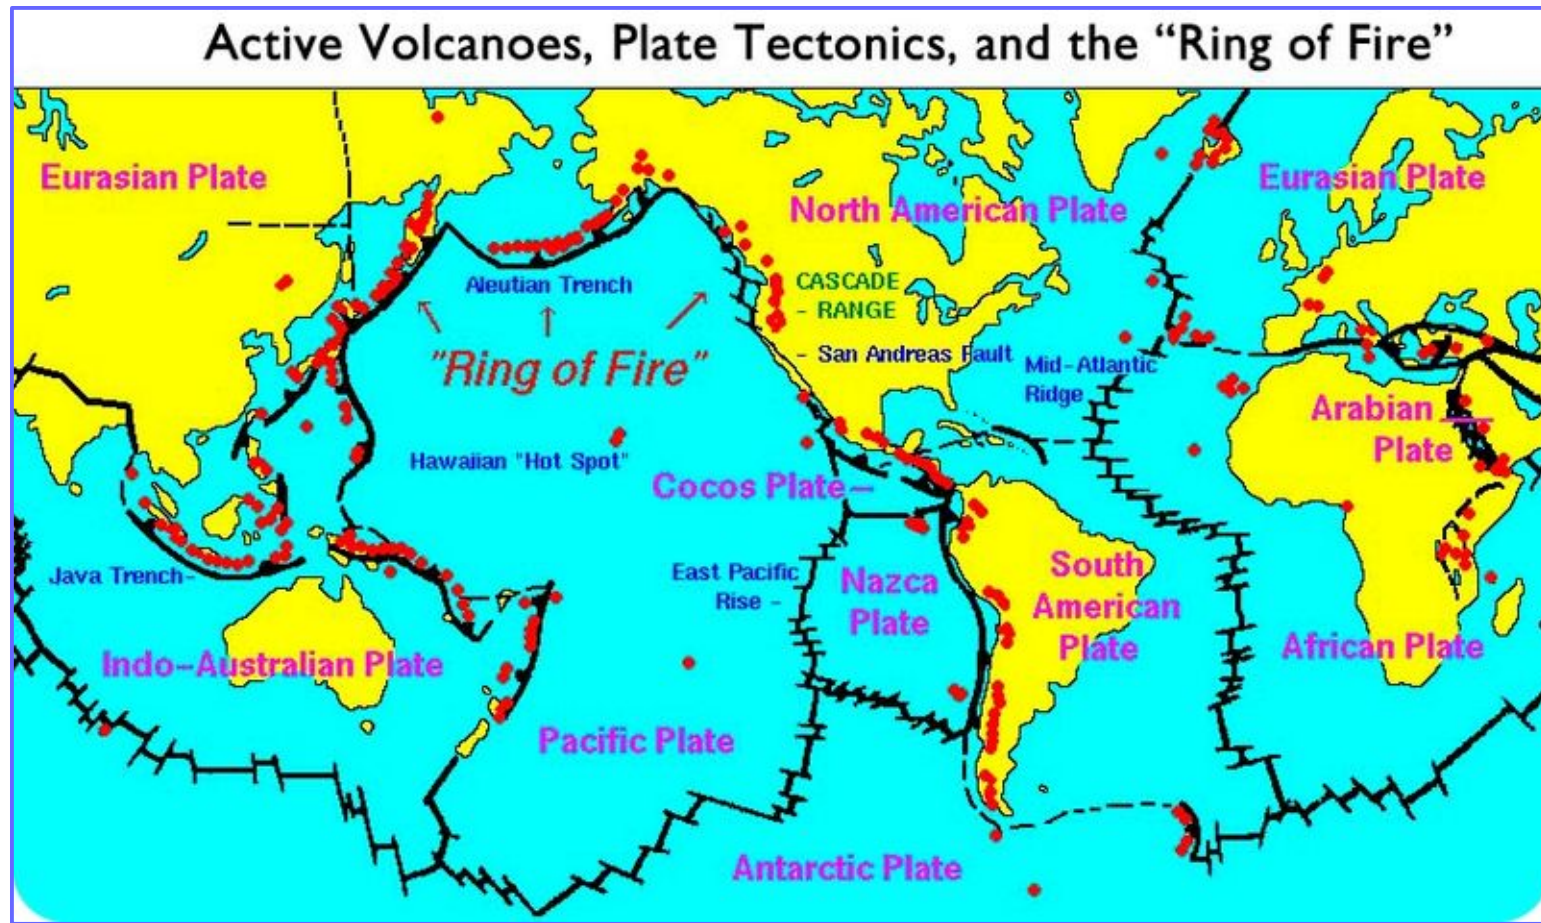 Active Volcanoes, Plate Tectonics, and the “Ring of Fire”
Eurasian Plate
North American Plate
Eurasian Plate
Aleutian Trench
CASCADE
- RANGE
"Ring of Fire"
- San Andreas Fault
Mid-Atlantic
Ridge
Arabian
Plate
Hawaiian "Hot Spot"
Cocos Plate
Java Trench-
East Pacific
Rise -
Nazca
Plate
South
American
Plate
Indo-Australian Plate
African Plate
Pacific Plate
Antarctic Plate